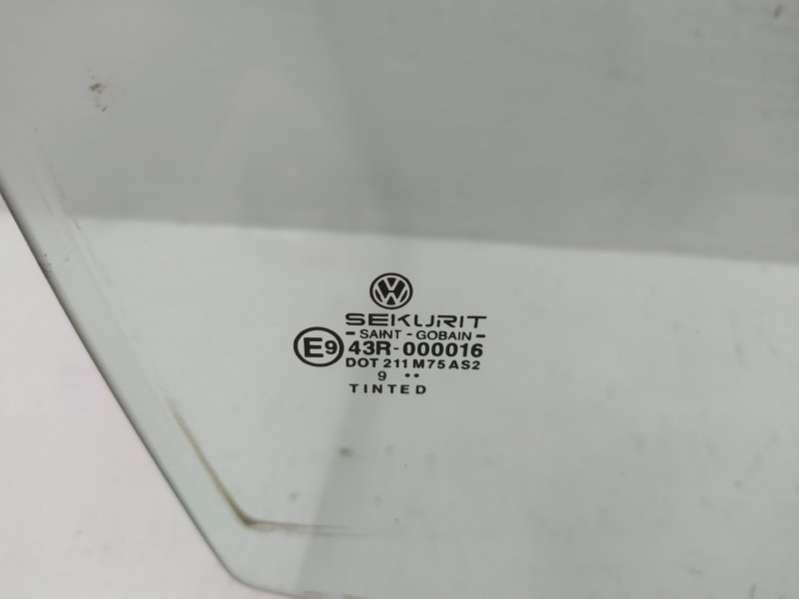 SEKURIT
- SAINT - GOBAIN -
E9 43R-000016
DOT 211 M75 AS2
9 ••
TINTED